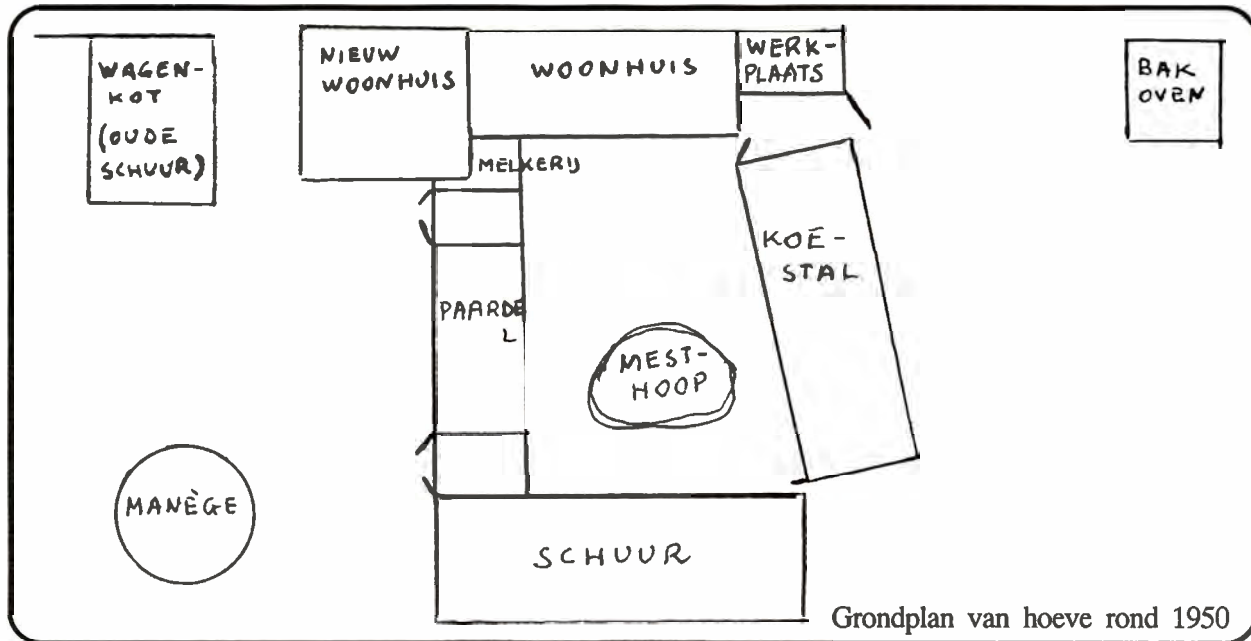 WAGEN-
KOT
(OUDE
SCHUUR)
NIEUW
WOONHUIS
WOONHUIS
WERK-
PLAATS
BAK
OVEN
MELKERIJ
KOE-
STAL
PAARDE
L
MEST-
HOOP
MANÈGE
SCHUUR
Grondplan van hoeve rond 1950